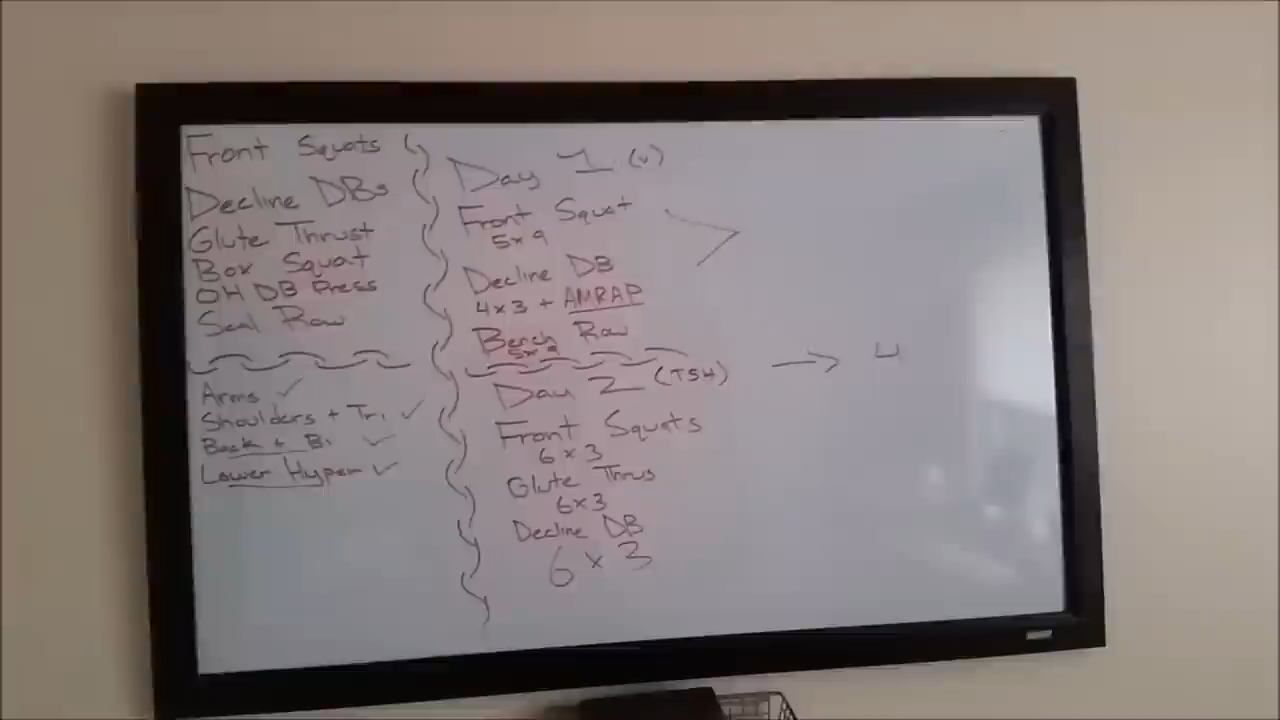 Front Squats
Decline DBs
Glute Thrust
Box Squat
OH DB Press
Seal Row
Arms ✓
Shoulders + Tri ✓
Back + Bi ✓
Lower Hyper ✓
Day 1 (v)
Front Squat
5x9
Decline DB
4x3 + AMRAP
Bench Row
5x9
Day 2 (TSH)
Front Squats
6x3
Glute Thrus
6x3
Decline DB
6x3
→